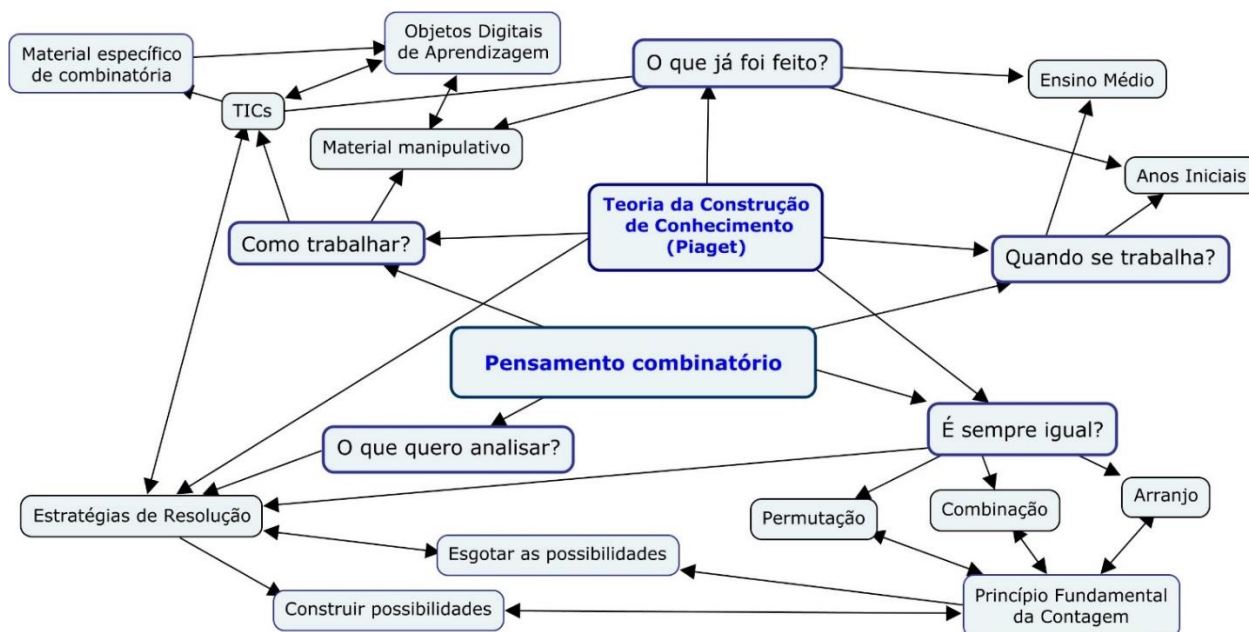 Material específico
de combinatória
Objetos Digitais
de Aprendizagem
O que já foi feito?
Ensino Médio
TICs
Material manipulativo
Anos Iniciais
Teoria da Construção
de Conhecimento
(Piaget)
Como trabalhar?
Quando se trabalha?
Pensamento combinatório
O que quero analisar?
É sempre igual?
Estratégias de Resolução
Permutação
Combinação
Arranjo
Esgotar as possibilidades
Construir possibilidades
Princípio Fundamental
da Contagem